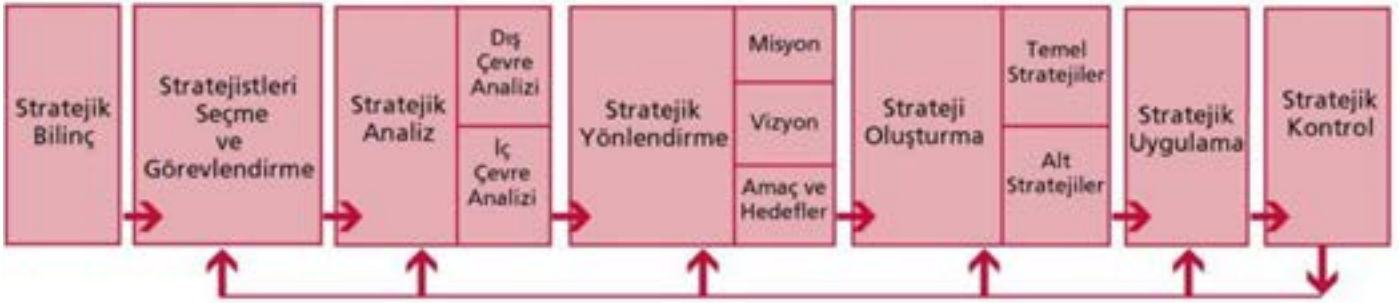 Stratejik
Bilinç
Stratejistleri
Seçme
ve
Görevlendirme
Stratejik
Analiz
Dış
Çevre
Analizi
İç
Çevre
Analizi
Stratejik
Yönlendirme
Misyon
Vizyon
Amaç ve
Hedefler
Strateji
Oluşturma
Temel
Stratejiler
Alt
Stratejiler
Stratejik
Uygulama
Stratejik
Kontrol